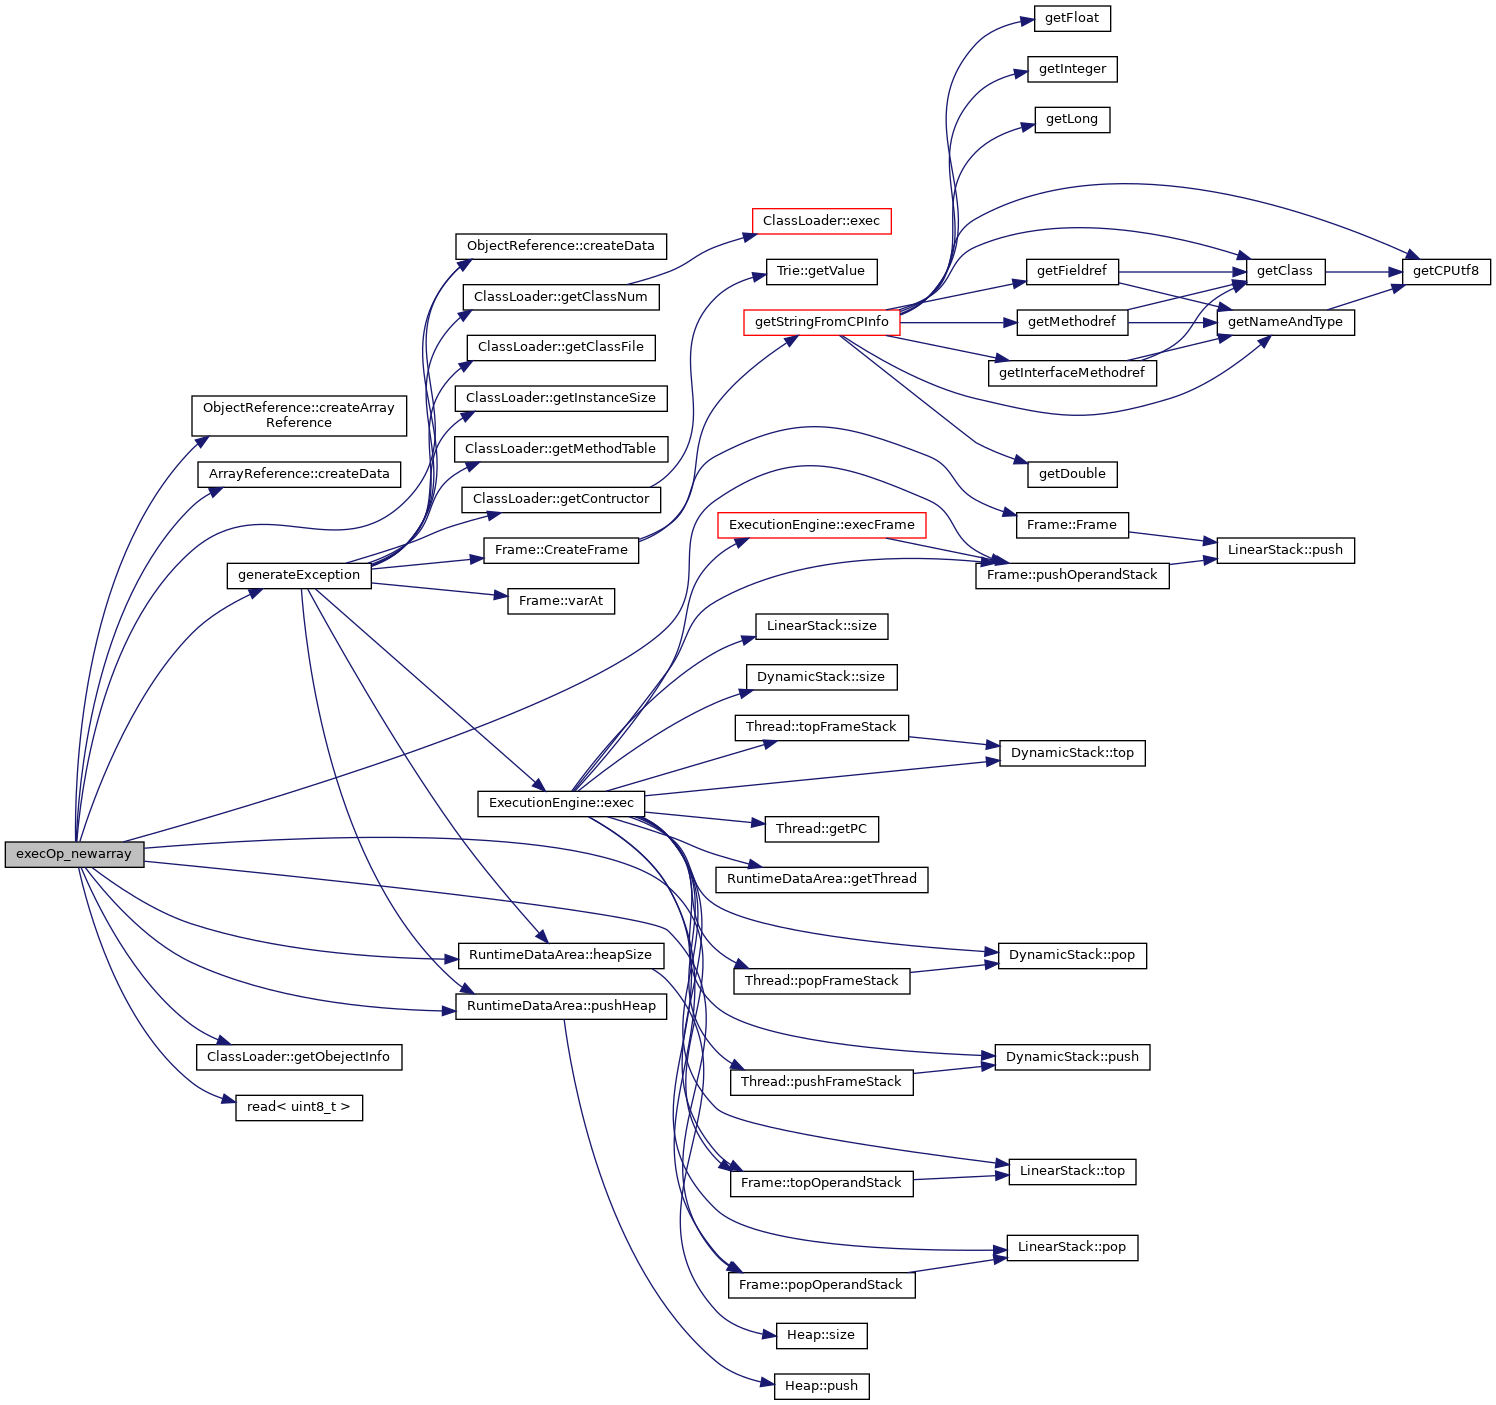 getFloat
getInteger
getLong
ClassLoader::exec
ObjectReference::createData
Trie::getValue
getFieldref
getClass
getCPUtf8
ClassLoader::getClassNum
getStringFromCPInfo
getMethodref
getNameAndType
ClassLoader::getClassFile
getInterfaceMethodref
ClassLoader::getInstanceSize
ObjectReference::createArray
Reference
ClassLoader::getMethodTable
ArrayReference::createData
getDouble
ClassLoader::getContructor
ExecutionEngine::execFrame
Frame::Frame
Frame::CreateFrame
LinearStack::push
generateException
Frame::pushOperandStack
Frame::varAt
LinearStack::size
DynamicStack::size
Thread::topFrameStack
DynamicStack::top
ExecutionEngine::exec
Thread::getPC
execOp_newarray
RuntimeDataArea::getThread
RuntimeDataArea::heapSize
DynamicStack::pop
Thread::popFrameStack
RuntimeDataArea::pushHeap
ClassLoader::getObejectInfo
DynamicStack::push
Thread::pushFrameStack
read< uint8_t >
LinearStack::top
Frame::topOperandStack
LinearStack::pop
Frame::popOperandStack
Heap::size
Heap::push